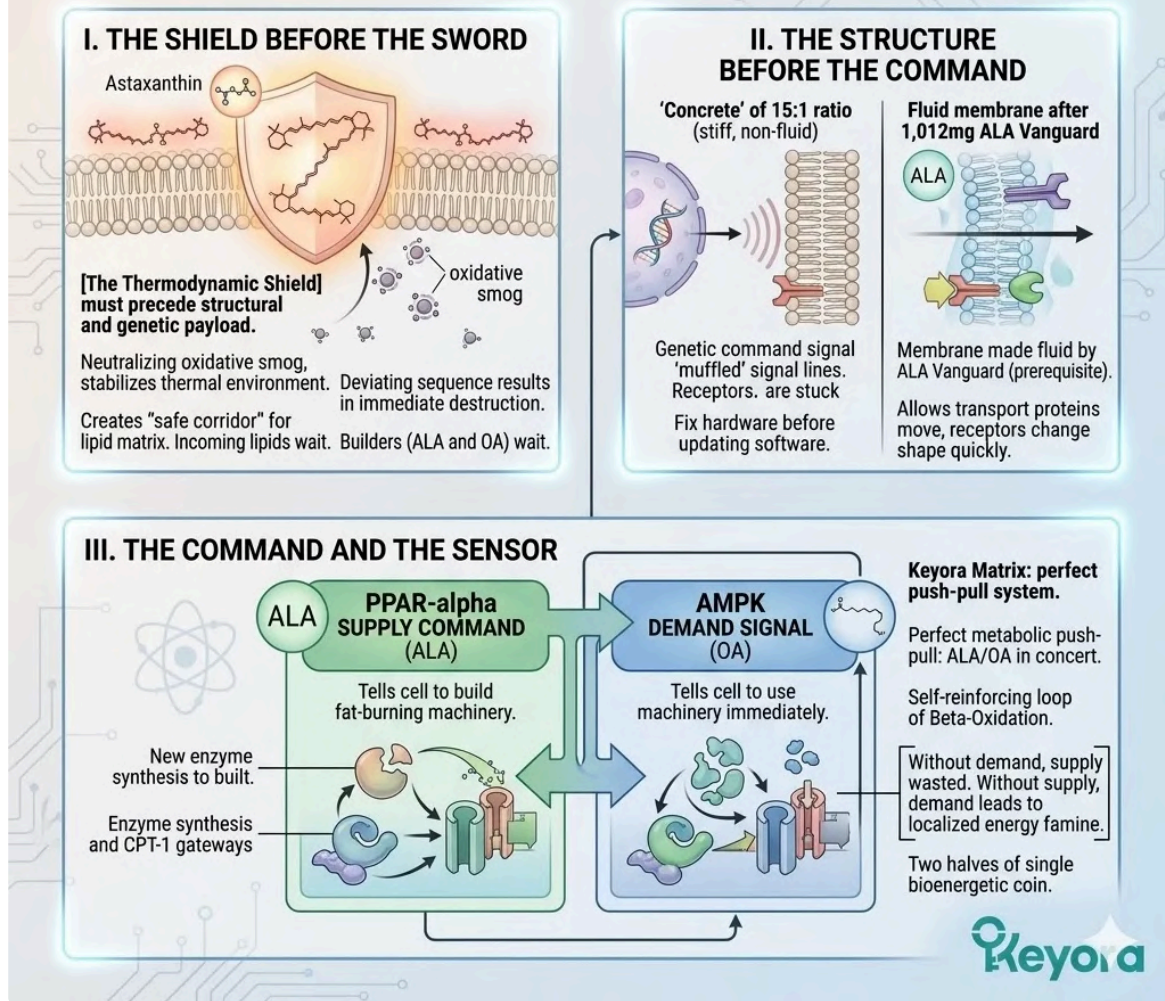 I. THE SHIELD BEFORE THE SWORD
Astaxanthin
oxidative
smog
[The Thermodynamic Shield]
must precede structural
and genetic payload.
Neutralizing oxidative smog,
stabilizes thermal environment.
Creates "safe corridor" for
lipid matrix. Incoming lipids wait.
Deviating sequence results
in immediate destruction.
Builders (ALA and OA) wait.
II. THE STRUCTURE
BEFORE THE COMMAND
'Concrete' of 15:1 ratio
(stiff, non-fluid)
Genetic command signal
'muffled' signal lines.
Receptors. are stuck
Fix hardware before
updating software.
Fluid membrane after
1,012mg ALA Vanguard
ALA
Membrane made fluid by
ALA Vanguard (prerequisite).
Allows transport proteins
move, receptors change
shape quickly.
III. THE COMMAND AND THE SENSOR
ALA
PPAR-alpha
SUPPLY COMMAND
(ALA)
Tells cell to build
fat-burning machinery.
New enzyme
synthesis to built.
Enzyme synthesis
and CPT-1 gateways
AMPK
DEMAND SIGNAL
(OA)
Tells cell to use
machinery immediately.
Keyora Matrix: perfect
push-pull system.
Perfect metabolic push-
pull: ALA/OA in concert.
Self-reinforcing loop
of Beta-Oxidation.
Without demand, supply
wasted. Without supply,
demand leads to
localized energy famine.
Two halves of single
bioenergetic coin.
Keyora